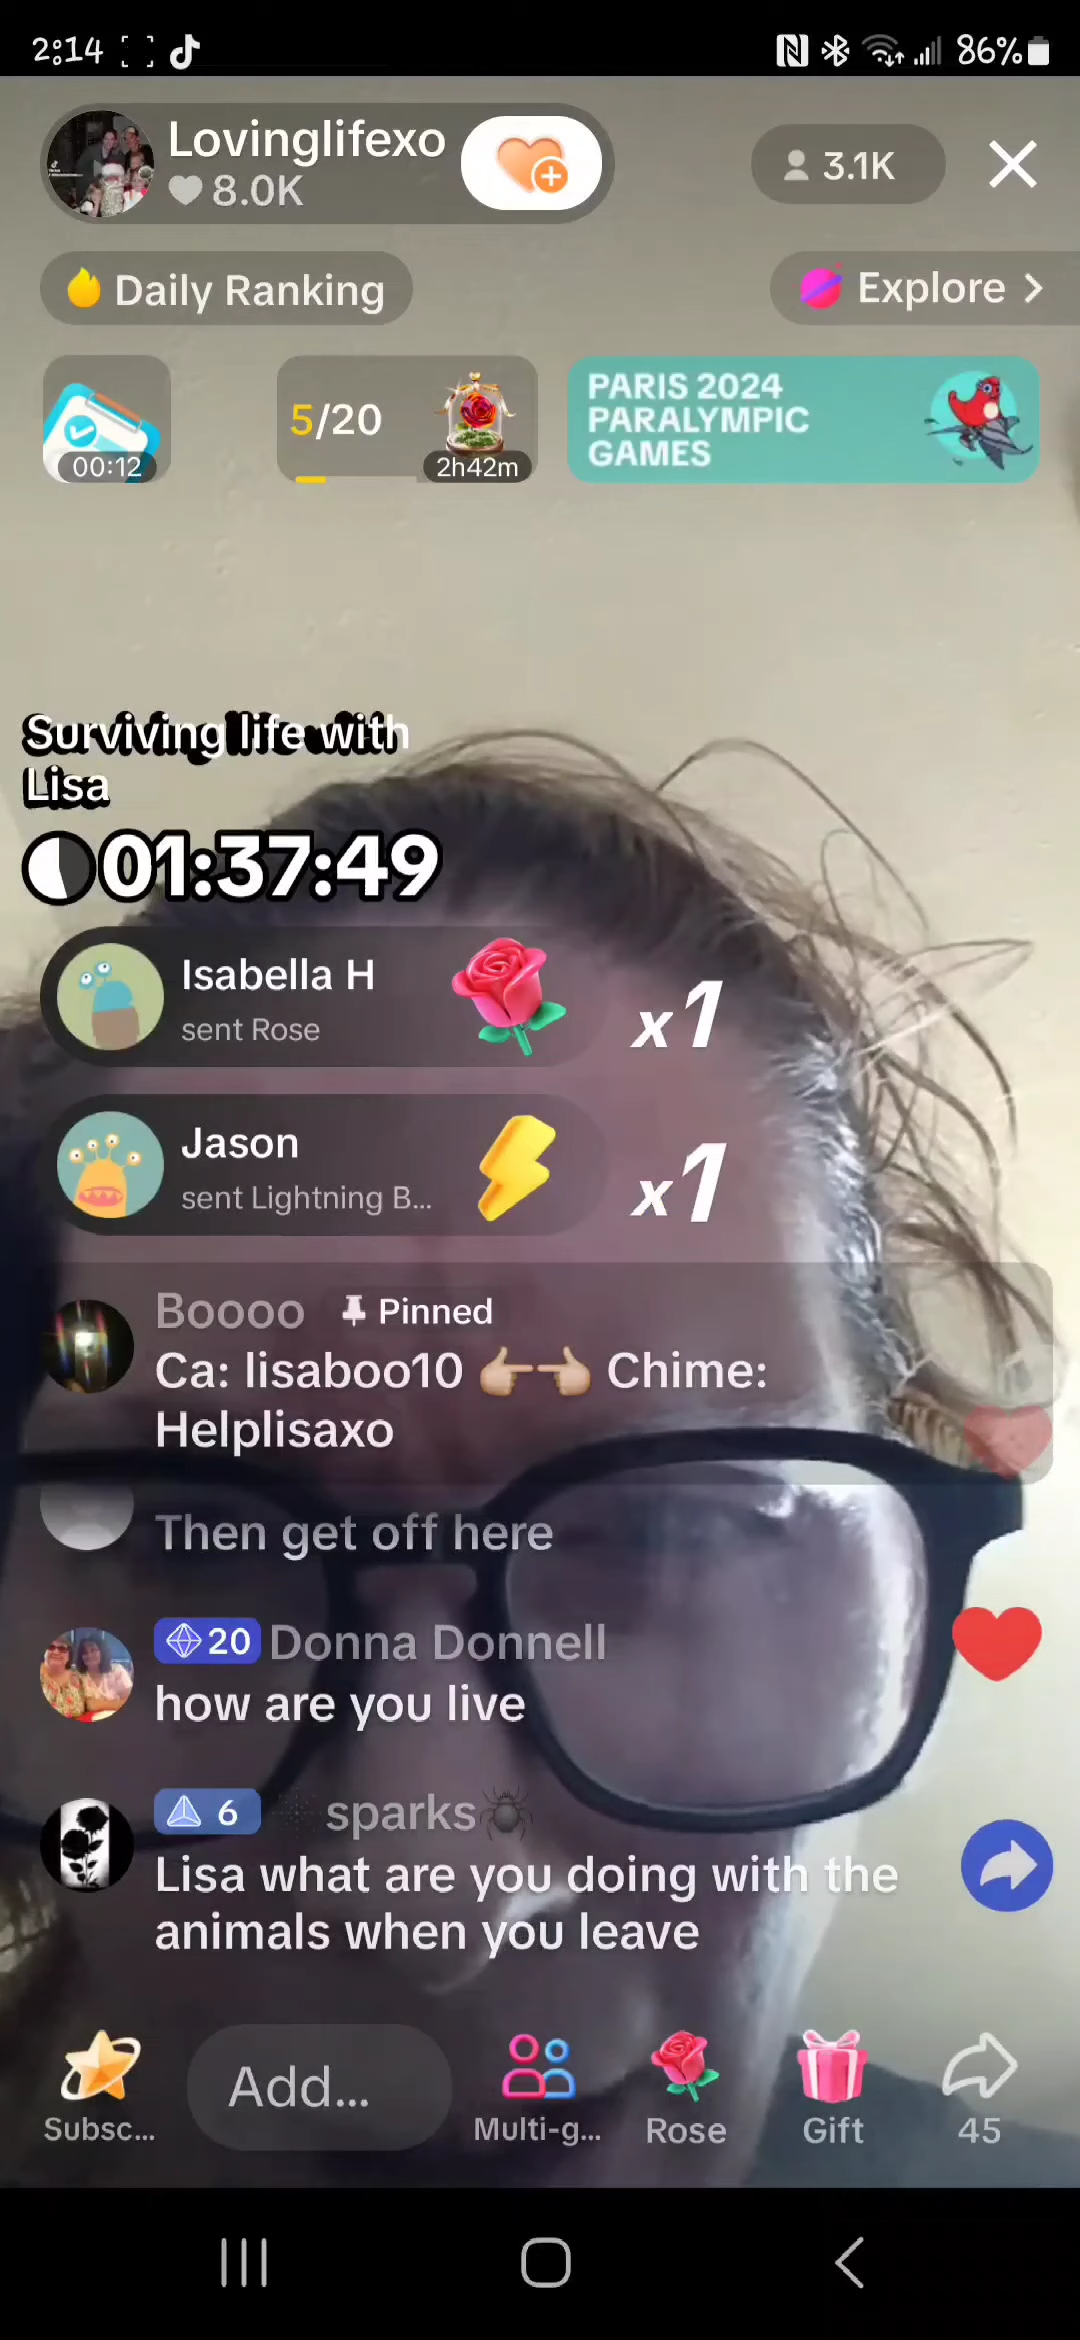 2:14
86%
Lovinglifexo
8.0K
3.1K
Daily Ranking
Explore >
00:12
5/20
2h42m
PARIS 2024
PARALYMPIC
GAMES
Surviving life with
Lisa
01:37:49
Isabella H
sent Rose
x1
Jason
sent Lightning B...
x1
Boooo Pinned
Ca: lisaboo10 👉👈 Chime:
Helplisaxo
Then get off here
20 Donna Donnell
how are you live
6 sparks🕷
Lisa what are you doing with the
animals when you leave
Add...
Subsc...
Multi-g...
Rose
Gift
45